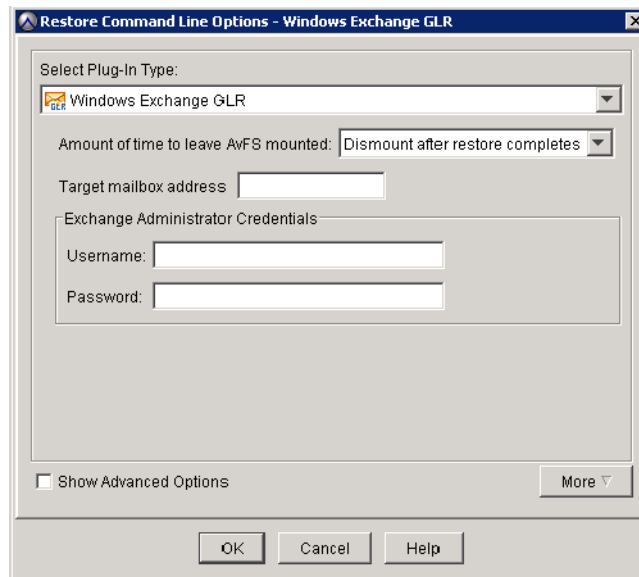 Restore Command Line Options - Windows Exchange GLR
Select Plug-In Type:
GLR Windows Exchange GLR
Amount of time to leave AvFS mounted: Dismount after restore completes
Target mailbox address
Exchange Administrator Credentials
Username:
Password:
Show Advanced Options More
OK Cancel Help